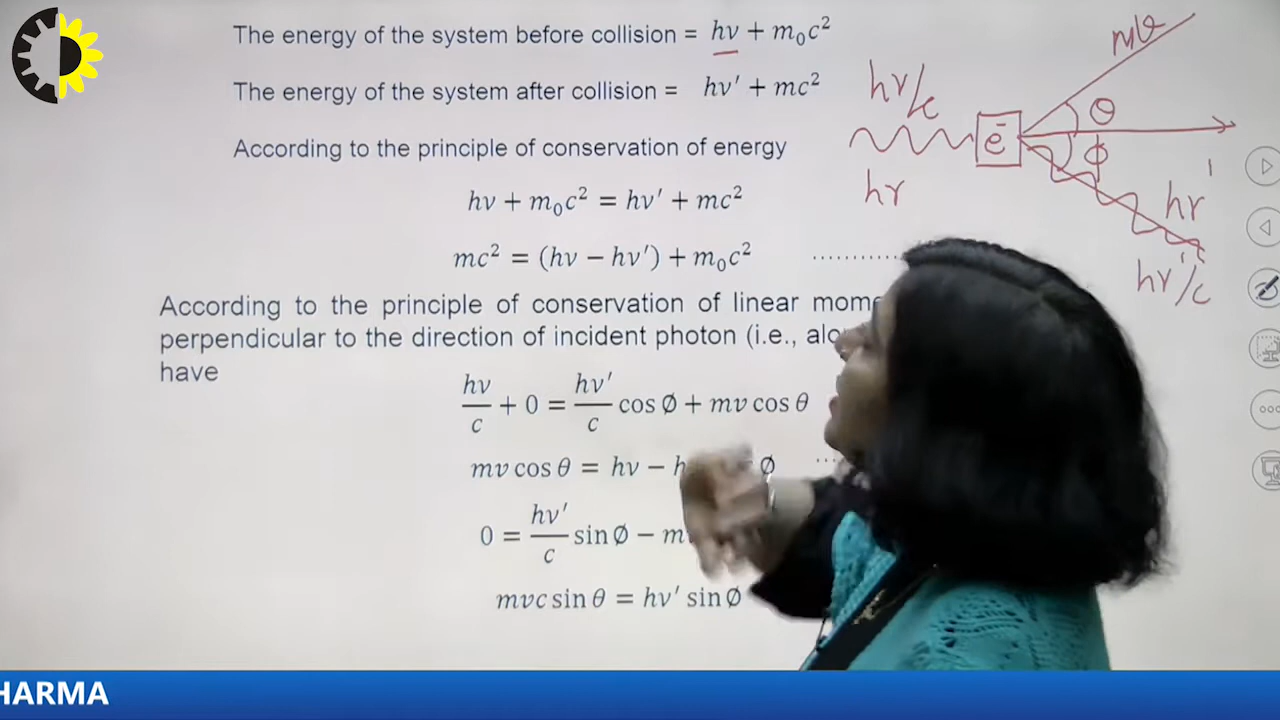 The energy of the system before collision = hν + m₀c²
The energy of the system after collision = hν′ + mc²
According to the principle of conservation of energy
hν + m₀c² = hν′ + mc²
mc² = (hν − hν′) + m₀c² ............
According to the principle of conservation of linear
perpendicular to the direction of incident photon (i.e.,
have
hν/c + 0 = hν′/c cos ∅ + mv cos θ
mv cos θ = hν − ∅ ..
0 = hν′/c sin∅ −
mvc sin θ = hν′ sin∅
mv
hν/c
θ
e⁻
ϕ
hν
hν′
hν′/c
HARMA